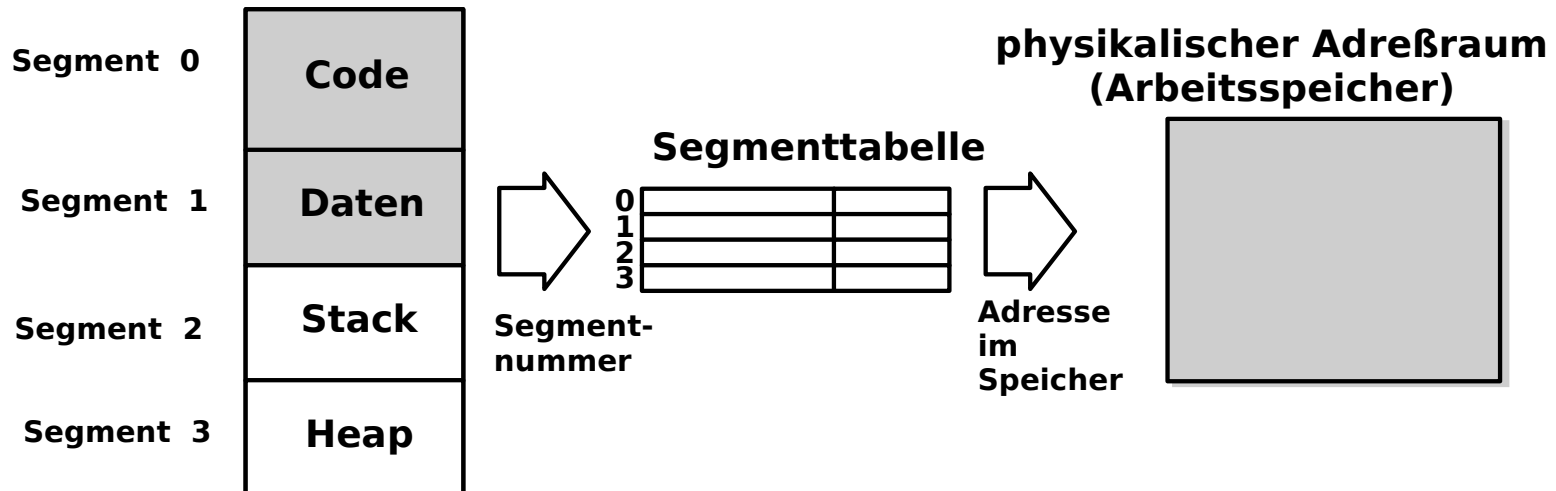 Segment 0
Code
Segment 1
Daten
Segment 2
Stack
Segment 3
Heap
Segment-
nummer
Segmenttabelle
0
1
2
3
Adresse
im
Speicher
physikalischer Adreßraum
(Arbeitsspeicher)